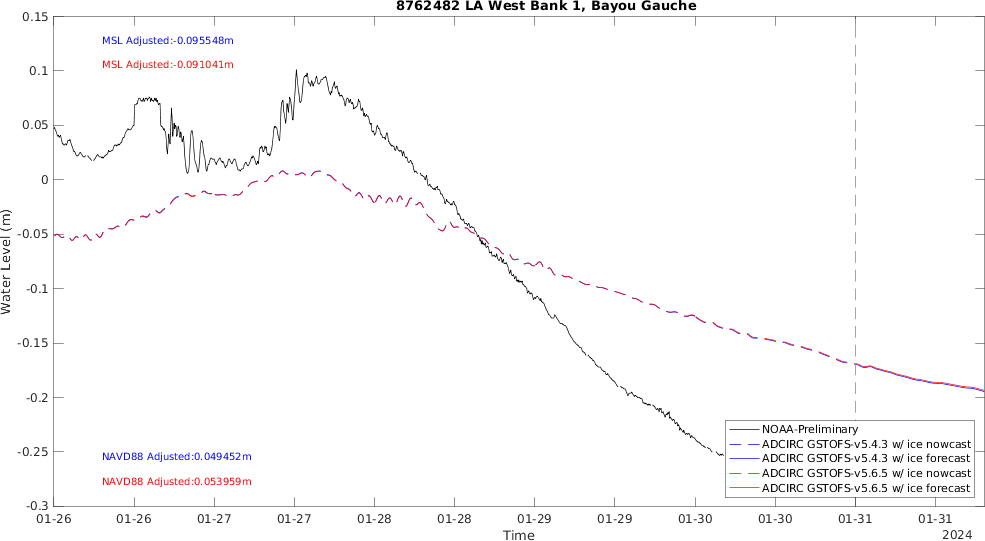 8762482 LA West Bank 1, Bayou Gauche
MSL Adjusted:-0.095548m
MSL Adjusted:-0.091041m
NAVD88 Adjusted:0.049452m
NAVD88 Adjusted:0.053959m
Water Level (m)
0.15
0.1
0.05
0
-0.05
-0.1
-0.15
-0.2
-0.25
-0.3
NOAA-Preliminary
ADCIRC GSTOFS-v5.4.3 w/ ice nowcast
ADCIRC GSTOFS-v5.4.3 w/ ice forecast
ADCIRC GSTOFS-v5.6.5 w/ ice nowcast
ADCIRC GSTOFS-v5.6.5 w/ ice forecast
01-26 01-26 01-27 01-27 01-28 01-28 01-29 01-29 01-30 01-30 01-31 01-31
Time
2024